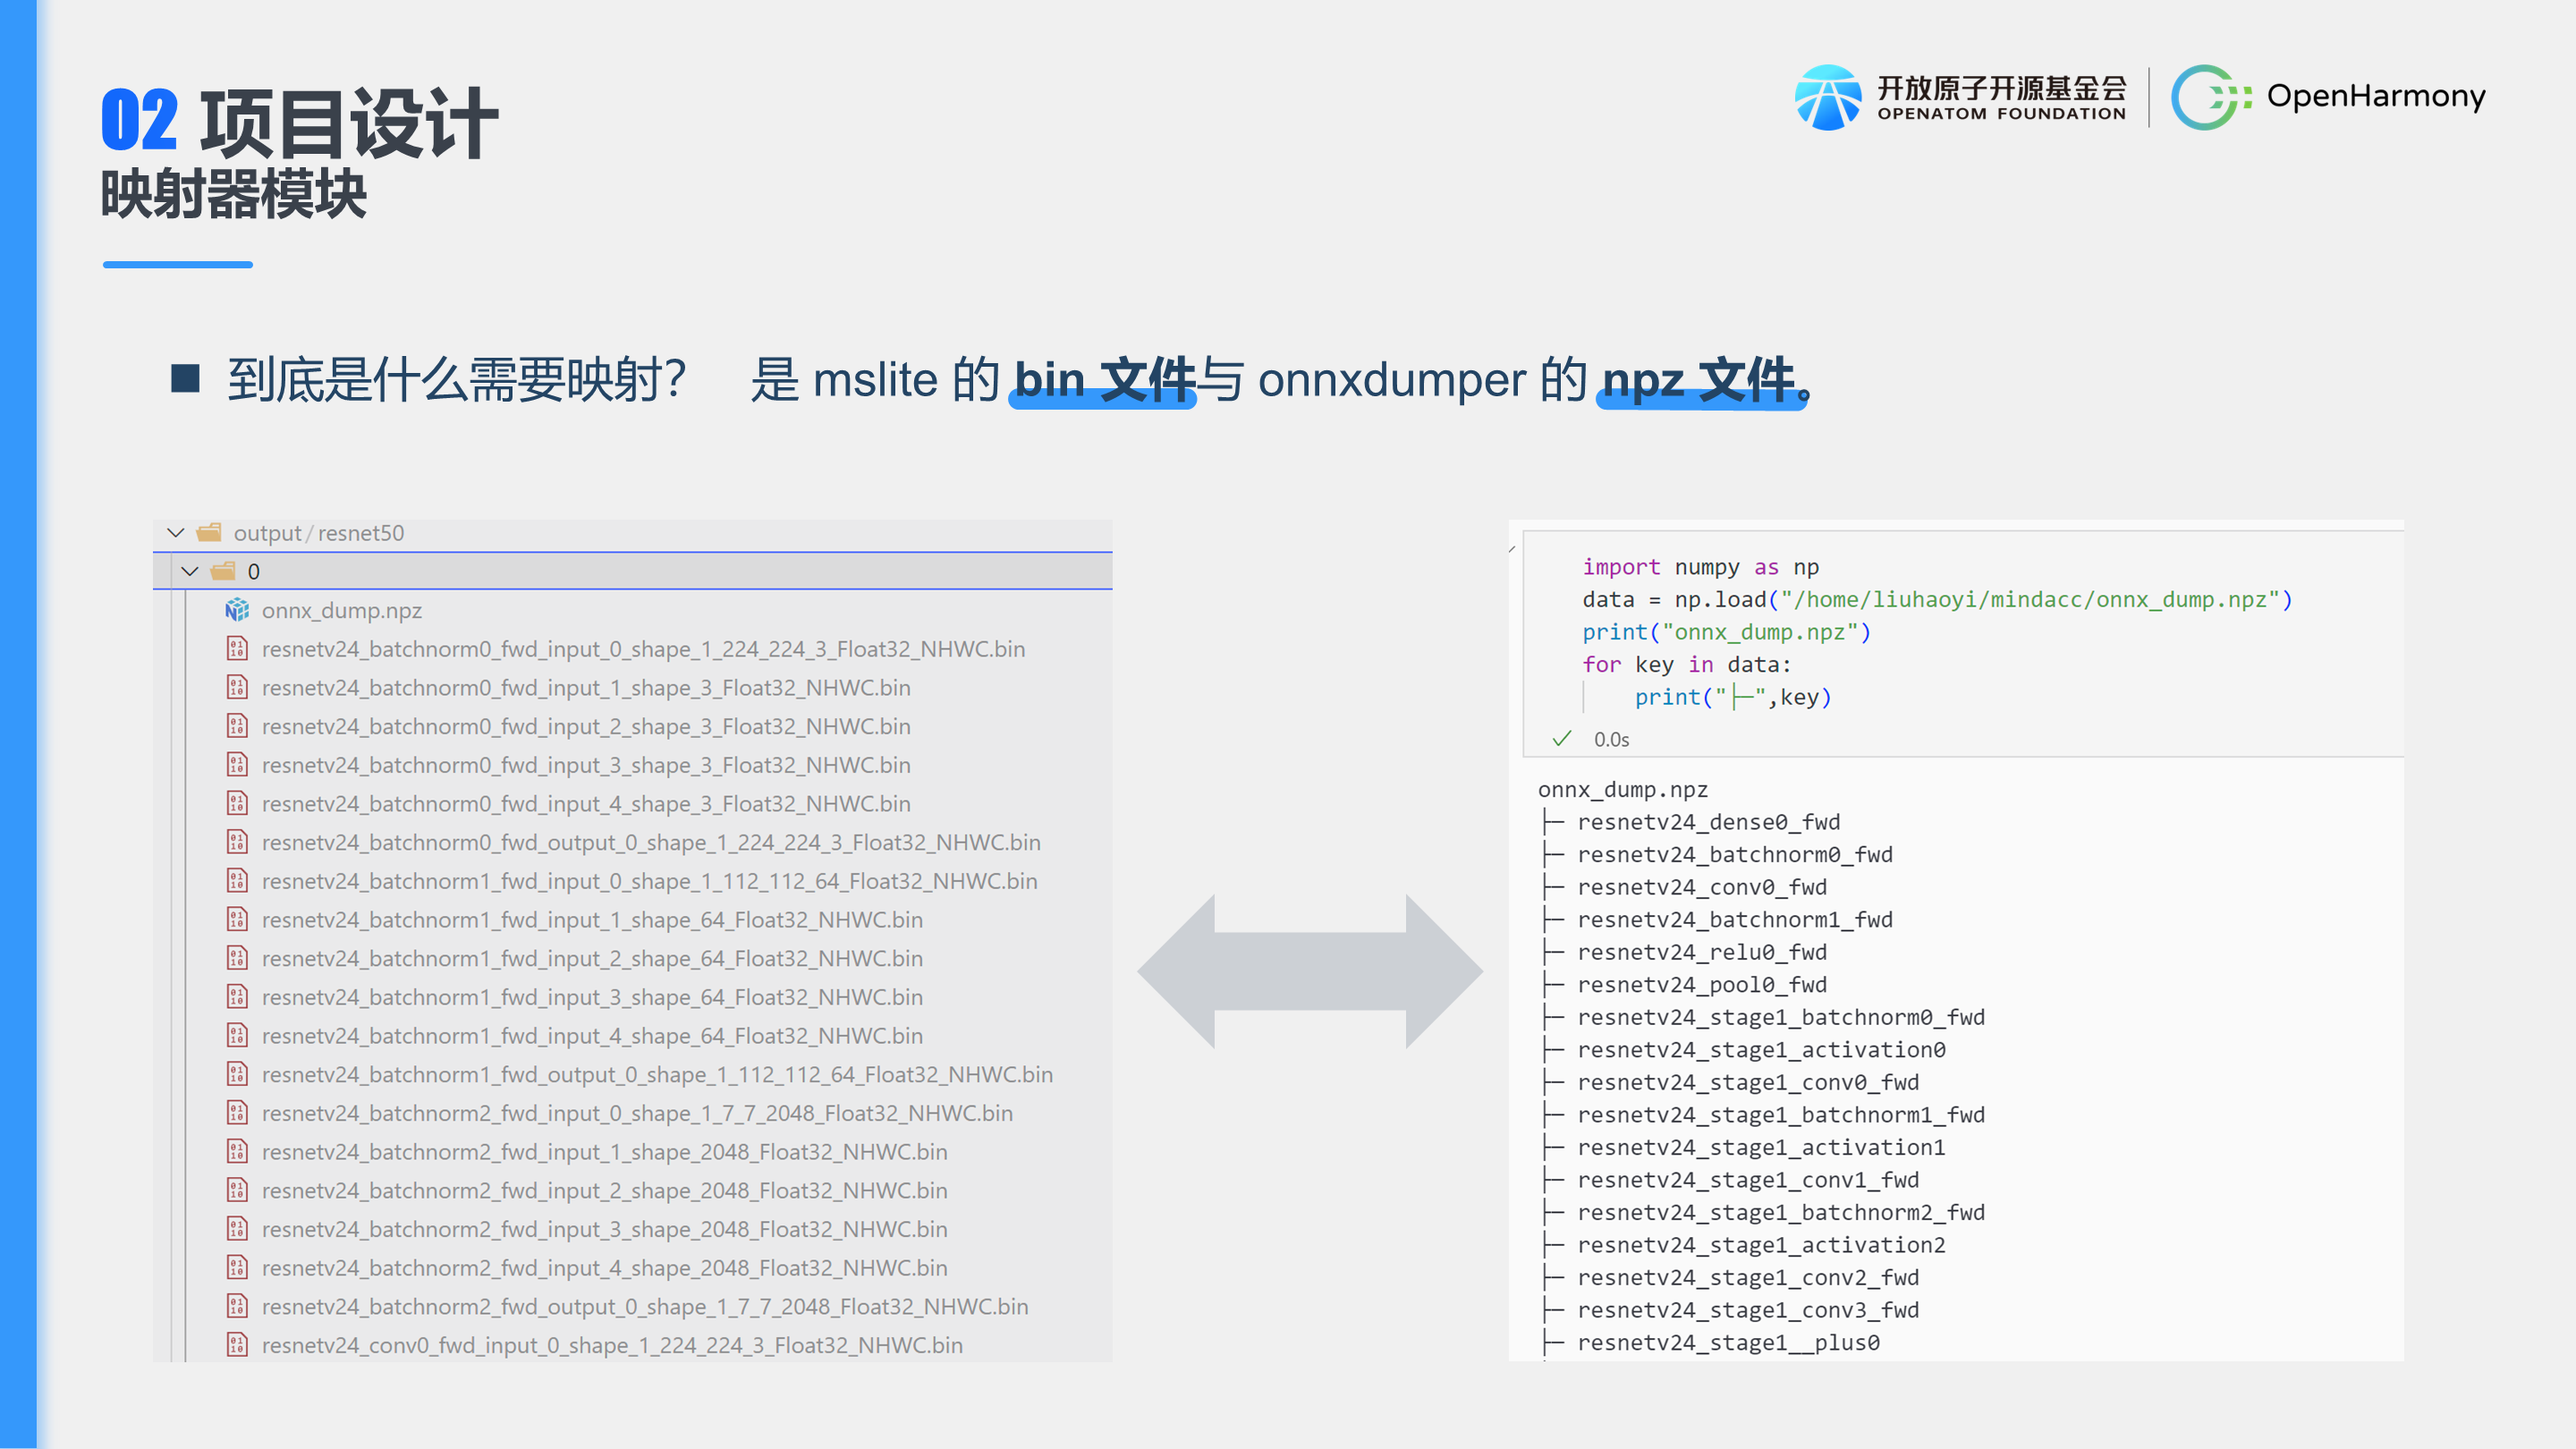 02 项目设计
映射器模块
开放原子开源基金会
OPENATOM FOUNDATION
OpenHarmony
到底是什么需要映射? 是 mslite 的 bin 文件与 onnxdumper 的 npz 文件。
output/resnet50
0
onnx_dump.npz
resnetv24_batchnorm0_fwd_input_0_shape_1_224_224_3_Float32_NHWC.bin
resnetv24_batchnorm0_fwd_input_1_shape_3_Float32_NHWC.bin
resnetv24_batchnorm0_fwd_input_2_shape_3_Float32_NHWC.bin
resnetv24_batchnorm0_fwd_input_3_shape_3_Float32_NHWC.bin
resnetv24_batchnorm0_fwd_input_4_shape_3_Float32_NHWC.bin
resnetv24_batchnorm0_fwd_output_0_shape_1_224_224_3_Float32_NHWC.bin
resnetv24_batchnorm1_fwd_input_0_shape_1_112_112_64_Float32_NHWC.bin
resnetv24_batchnorm1_fwd_input_1_shape_64_Float32_NHWC.bin
resnetv24_batchnorm1_fwd_input_2_shape_64_Float32_NHWC.bin
resnetv24_batchnorm1_fwd_input_3_shape_64_Float32_NHWC.bin
resnetv24_batchnorm1_fwd_input_4_shape_64_Float32_NHWC.bin
resnetv24_batchnorm1_fwd_output_0_shape_1_112_112_64_Float32_NHWC.bin
resnetv24_batchnorm2_fwd_input_0_shape_1_7_7_2048_Float32_NHWC.bin
resnetv24_batchnorm2_fwd_input_1_shape_2048_Float32_NHWC.bin
resnetv24_batchnorm2_fwd_input_2_shape_2048_Float32_NHWC.bin
resnetv24_batchnorm2_fwd_input_3_shape_2048_Float32_NHWC.bin
resnetv24_batchnorm2_fwd_input_4_shape_2048_Float32_NHWC.bin
resnetv24_batchnorm2_fwd_output_0_shape_1_7_7_2048_Float32_NHWC.bin
resnetv24_conv0_fwd_input_0_shape_1_224_224_3_Float32_NHWC.bin
import numpy as np
data = np.load("/home/liuhaoyi/mindacc/onnx_dump.npz")
print("onnx_dump.npz")
for key in data:
print("├─",key)
0.0s
onnx_dump.npz
├─ resnetv24_dense0_fwd
├─ resnetv24_batchnorm0_fwd
├─ resnetv24_conv0_fwd
├─ resnetv24_batchnorm1_fwd
├─ resnetv24_relu0_fwd
├─ resnetv24_pool0_fwd
├─ resnetv24_stage1_batchnorm0_fwd
├─ resnetv24_stage1_activation0
├─ resnetv24_stage1_conv0_fwd
├─ resnetv24_stage1_batchnorm1_fwd
├─ resnetv24_stage1_activation1
├─ resnetv24_stage1_conv1_fwd
├─ resnetv24_stage1_batchnorm2_fwd
├─ resnetv24_stage1_activation2
├─ resnetv24_stage1_conv2_fwd
├─ resnetv24_stage1_conv3_fwd
├─ resnetv24_stage1__plus0